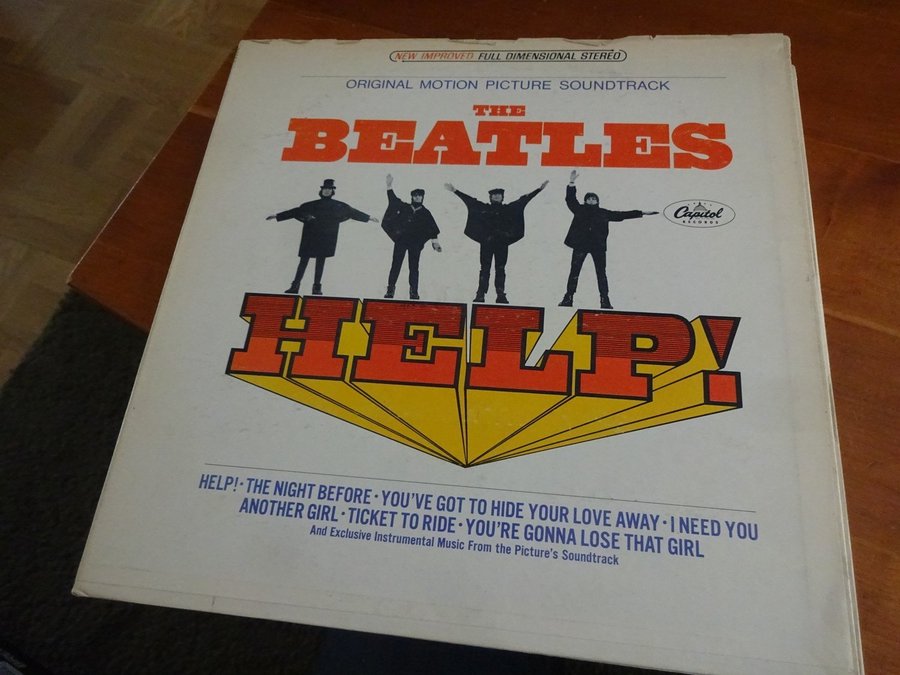 NEW IMPROVED FULL DIMENSIONAL STEREO
ORIGINAL MOTION PICTURE SOUNDTRACK
THE
BEATLES
Capitol
RECORDS
HELP!
HELP! · THE NIGHT BEFORE · YOU'VE GOT TO HIDE YOUR LOVE AWAY · I NEED YOU
ANOTHER GIRL · TICKET TO RIDE · YOU'RE GONNA LOSE THAT GIRL
And Exclusive Instrumental Music From the Picture's Soundtrack